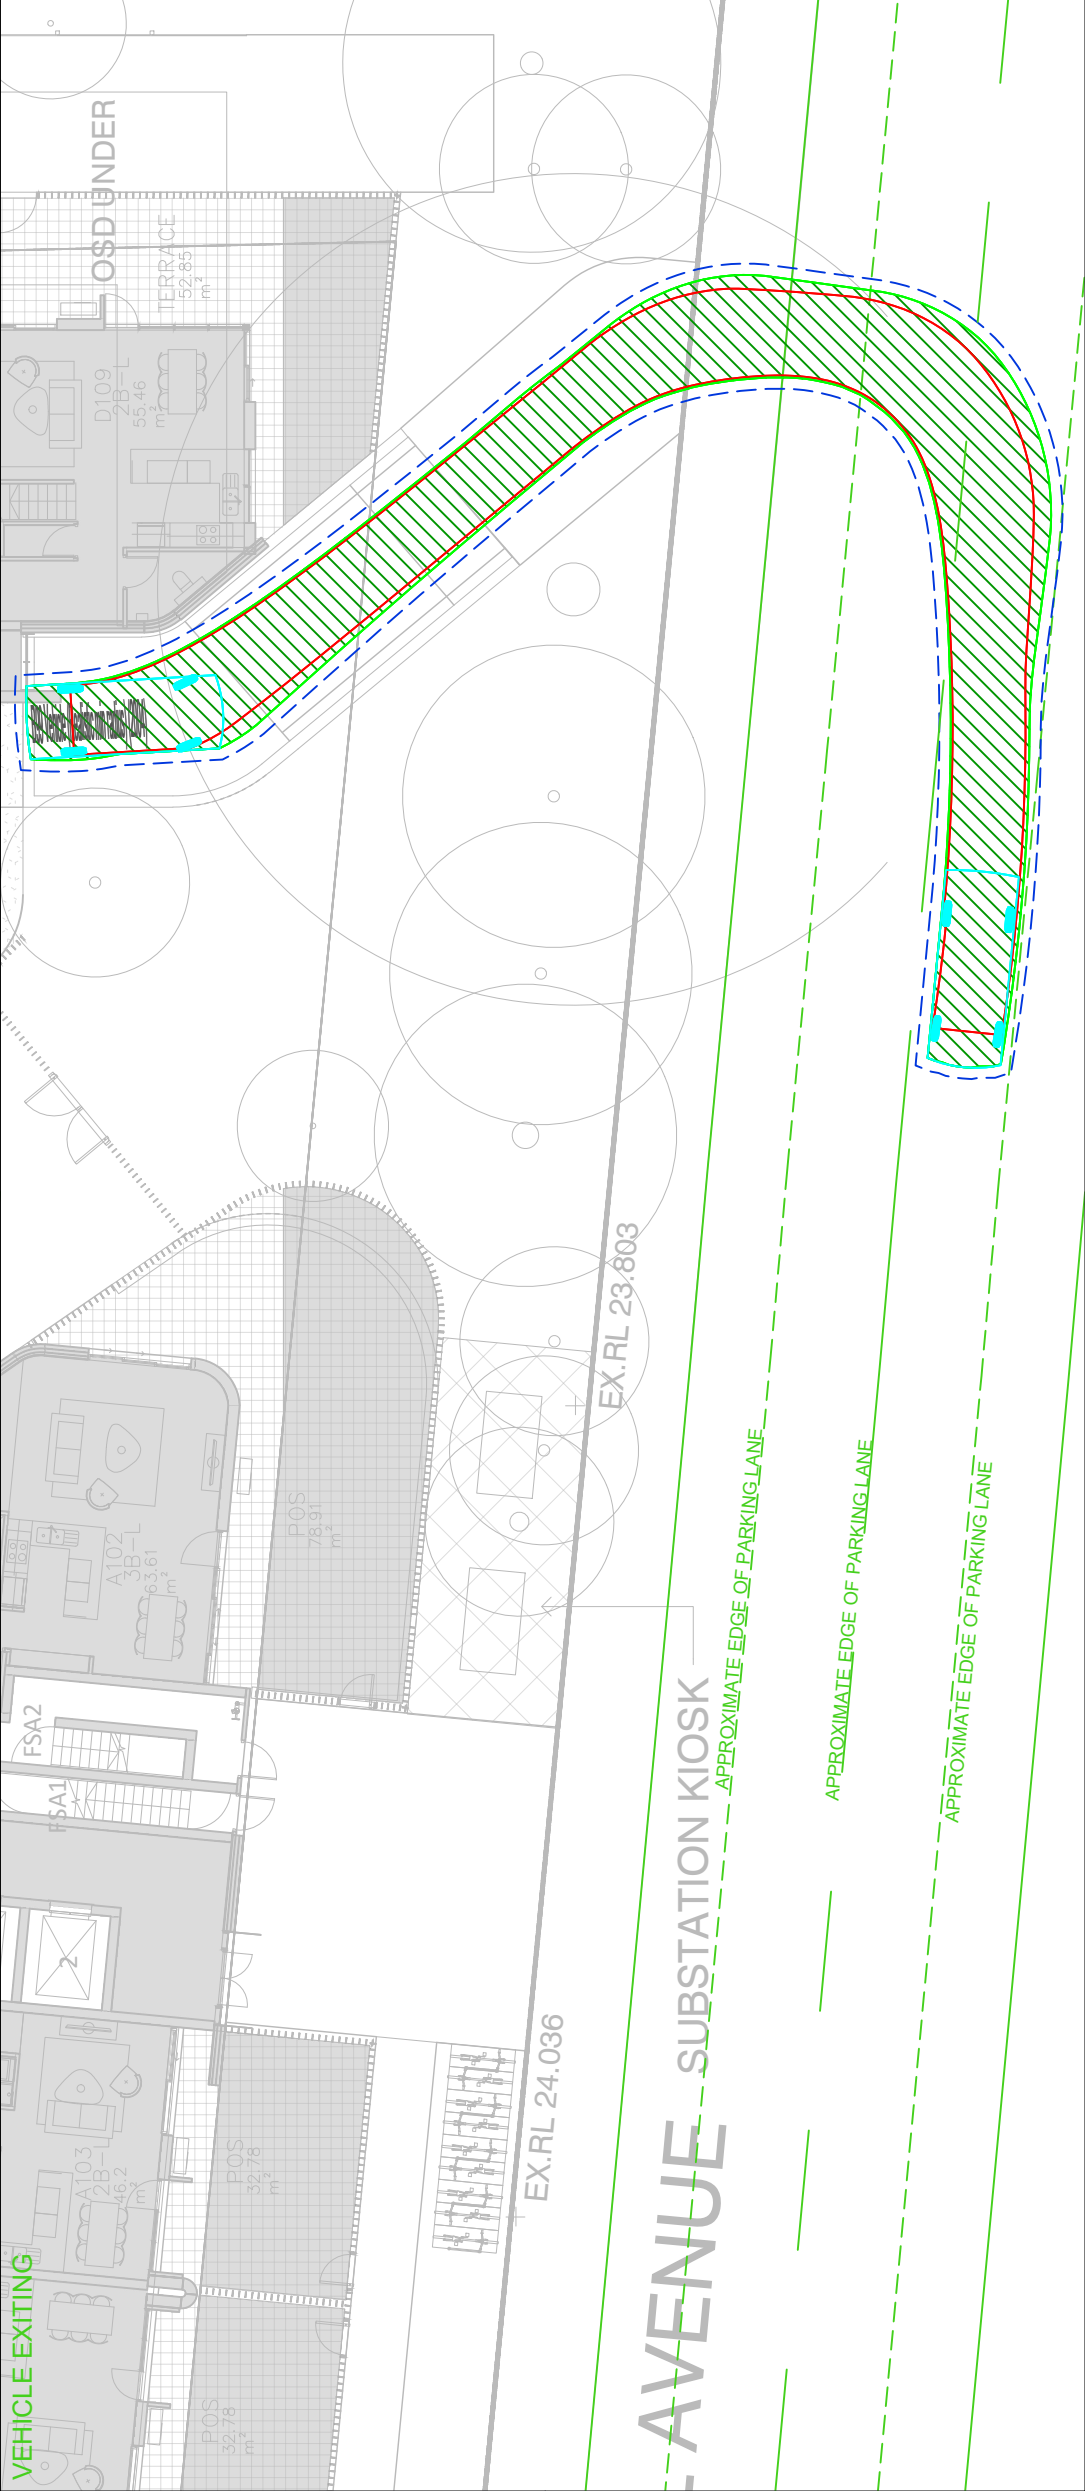 OSD UNDER
TERRACE
52.85
m²
D109
2B-L
55.46
m²
EX.RL 23.803
POS
78.91
m²
A102
3B-L
63.61
m²
APPROXIMATE EDGE OF PARKING LANE
APPROXIMATE EDGE OF PARKING LANE
APPROXIMATE EDGE OF PARKING LANE
SUBSTATION KIOSK
FSA2
FSA1
2
EX.RL 24.036
A103
2B-L
46.2
m²
POS
32.78
m²
AVENUE
VEHICLE EXITING
POS
32.78
m²